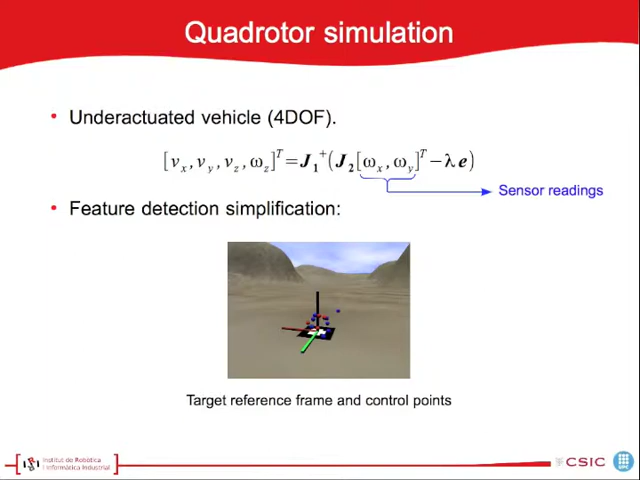 Quadrotor simulation
• Underactuated vehicle (4DOF).
[v_x, v_y, v_z, ω_z]^T = J_1^+ (J_2 [ω_x, ω_y]^T − λ e)
Sensor readings
• Feature detection simplification:
Target reference frame and control points
Institut de Robòtica
i Informàtica Industrial
CSIC